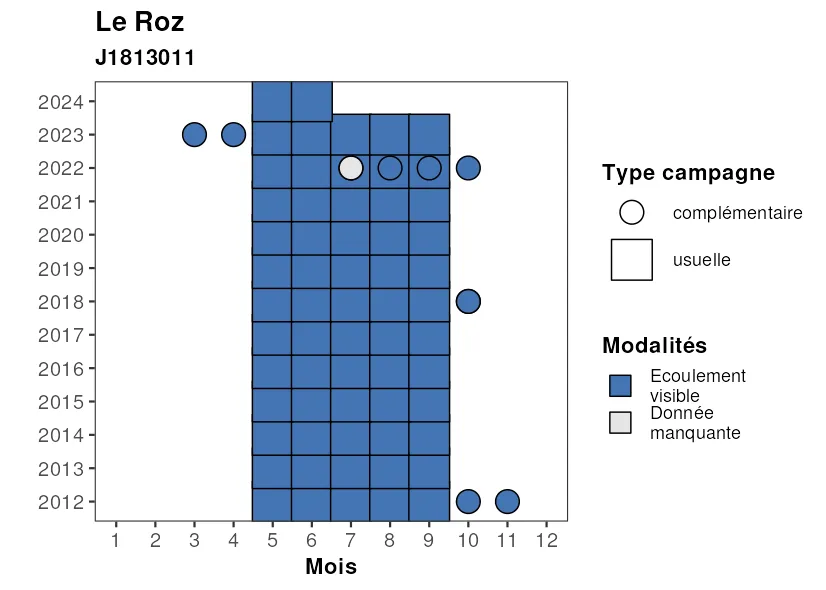 Le Roz
J1813011
2024
2023
2022
2021
2020
2019
2018
2017
2016
2015
2014
2013
2012
1 2 3 4 5 6 7 8 9 10 11 12
Mois
Type campagne
complémentaire
usuelle
Modalités
Ecoulement
visible
Donnée
manquante